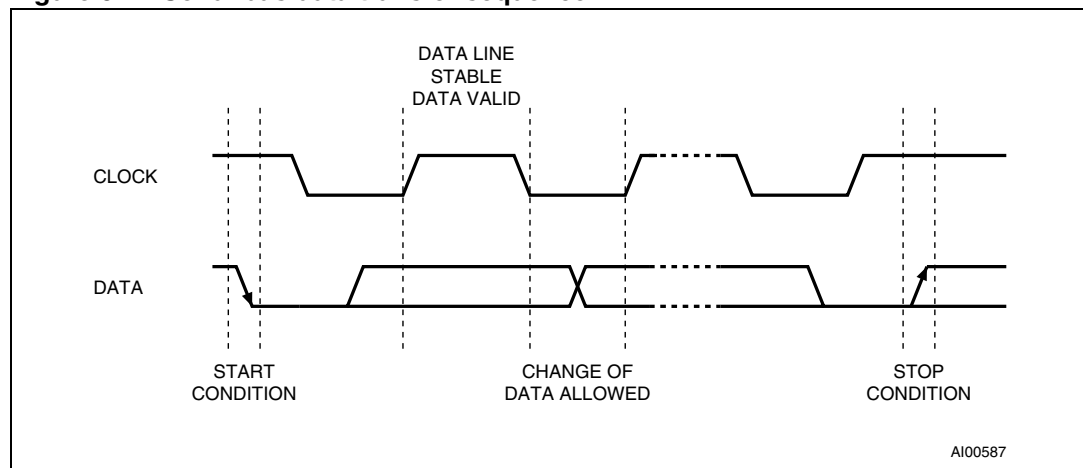 DATA LINE
STABLE
DATA VALID
CLOCK
DATA
START
CONDITION
CHANGE OF
DATA ALLOWED
STOP
CONDITION
AI00587